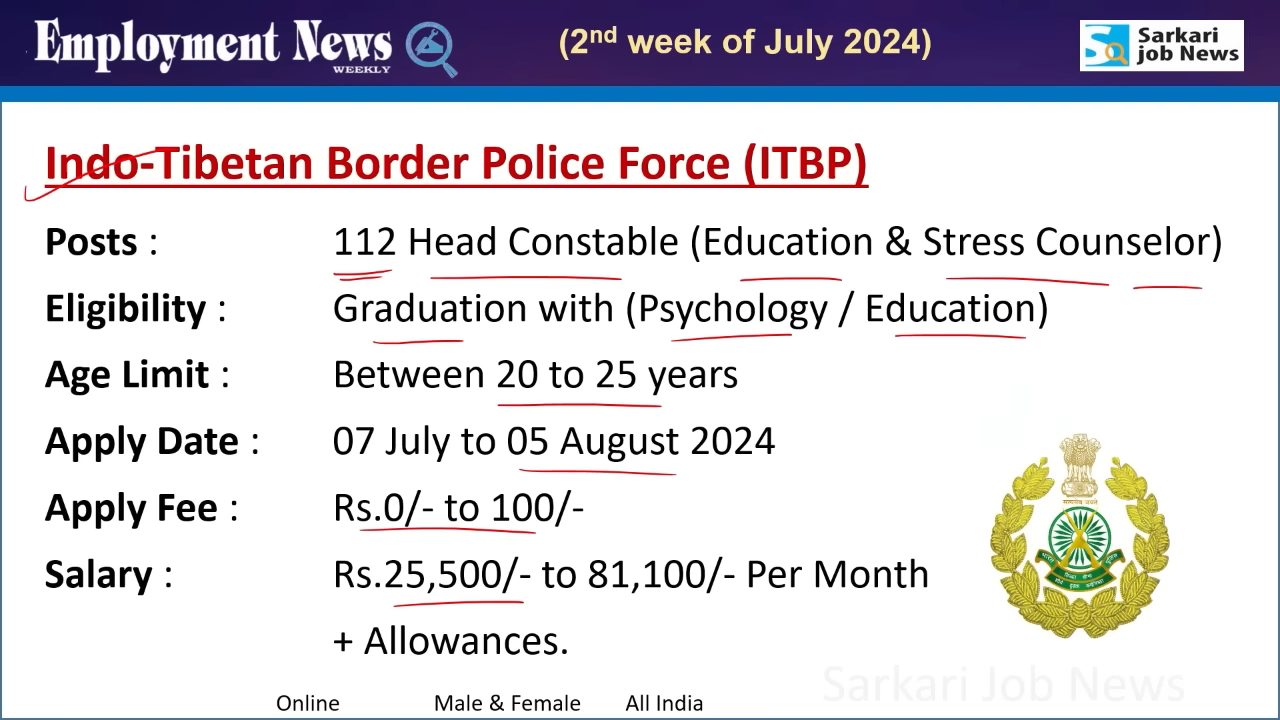 Employment News
WEEKLY
(2nd week of July 2024)
Sarkari
Job News
Indo-Tibetan Border Police Force (ITBP)
Posts : 112 Head Constable (Education & Stress Counselor)
Eligibility : Graduation with (Psychology / Education)
Age Limit : Between 20 to 25 years
Apply Date : 07 July to 05 August 2024
Apply Fee : Rs.0/- to 100/-
Salary : Rs.25,500/- to 81,100/- Per Month
+ Allowances.
Sarkari Job News
Online Male & Female All India